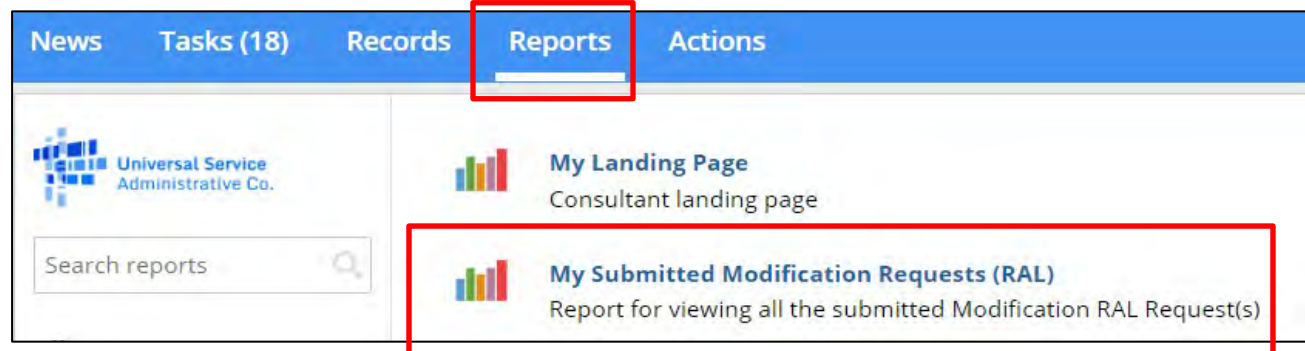 News Tasks (18) Records Reports Actions
Universal Service
Administrative Co.
Search reports
My Landing Page
Consultant landing page
My Submitted Modification Requests (RAL)
Report for viewing all the submitted Modification RAL Request(s)